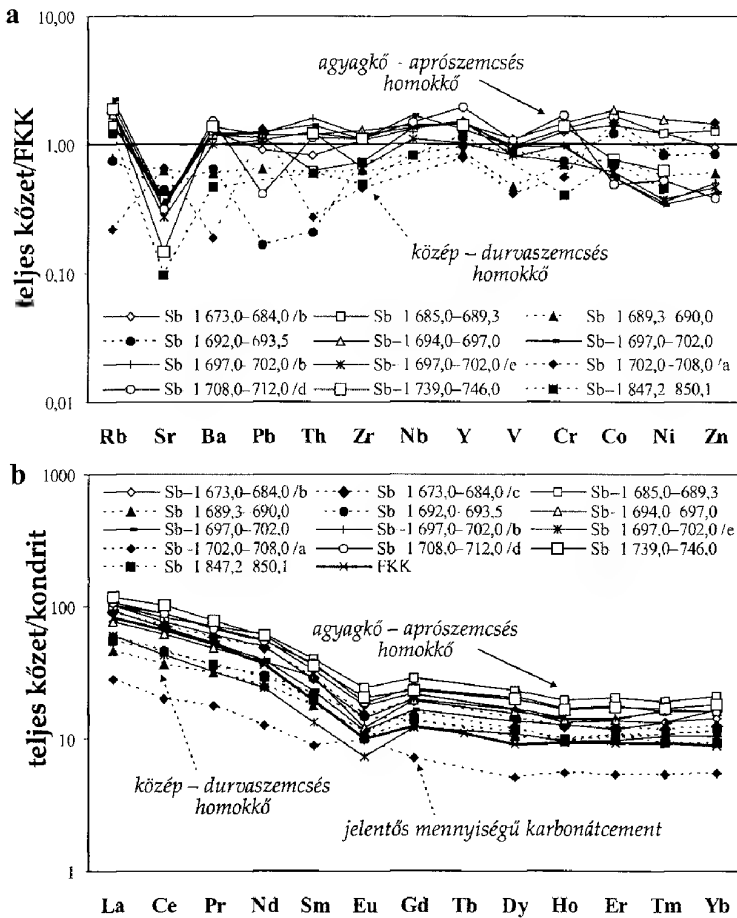 a
10,00
1,00
0,10
0,01
teljes kőzet/FKK
agyagkő - aprószemcsés
homokkő
közép – durvaszemcsés
homokkő
Sb 1 673,0–684,0 /b
Sb 1 685,0–689,3
Sb 1 689,3 690,0
Sb 1 692,0–693,5
Sb–1 694,0–697,0
Sb–1 697,0–702,0
Sb 1 697,0–702,0 /b
Sb- 1 697,0–702,0 /e
Sb 1 702,0–708,0 /a
Sb 1 708,0–712,0 /d
Sb–1 739,0–746,0
Sb–1 847,2 850,1
Rb Sr Ba Pb Th Zr Nb Y V Cr Co Ni Zn
b
1000
100
10
1
teljes kőzet/kondrit
Sb–1 673,0–684,0 /b
Sb 1 673,0–684,0 /c
Sb–1 685,0–689,3
Sb 1 689,3 690,0
Sb 1 692,0–693,5
Sb–1 694,0 697,0
Sb–1 697,0–702,0
Sb -1 697,0–702,0 /b
Sb 1 697,0–702,0 /e
Sb -1 702,0–708,0 /a
Sb 1 708,0–712,0 /d
Sb 1 739,0–746,0
Sb 1 847,2 850,1
FKK
agyagkő – aprószemcsés
homokkő
közép – durvaszemcsés
homokkő
jelentős mennyiségű karbonátcement
La Ce Pr Nd Sm Eu Gd Tb Dy Ho Er Tm Yb